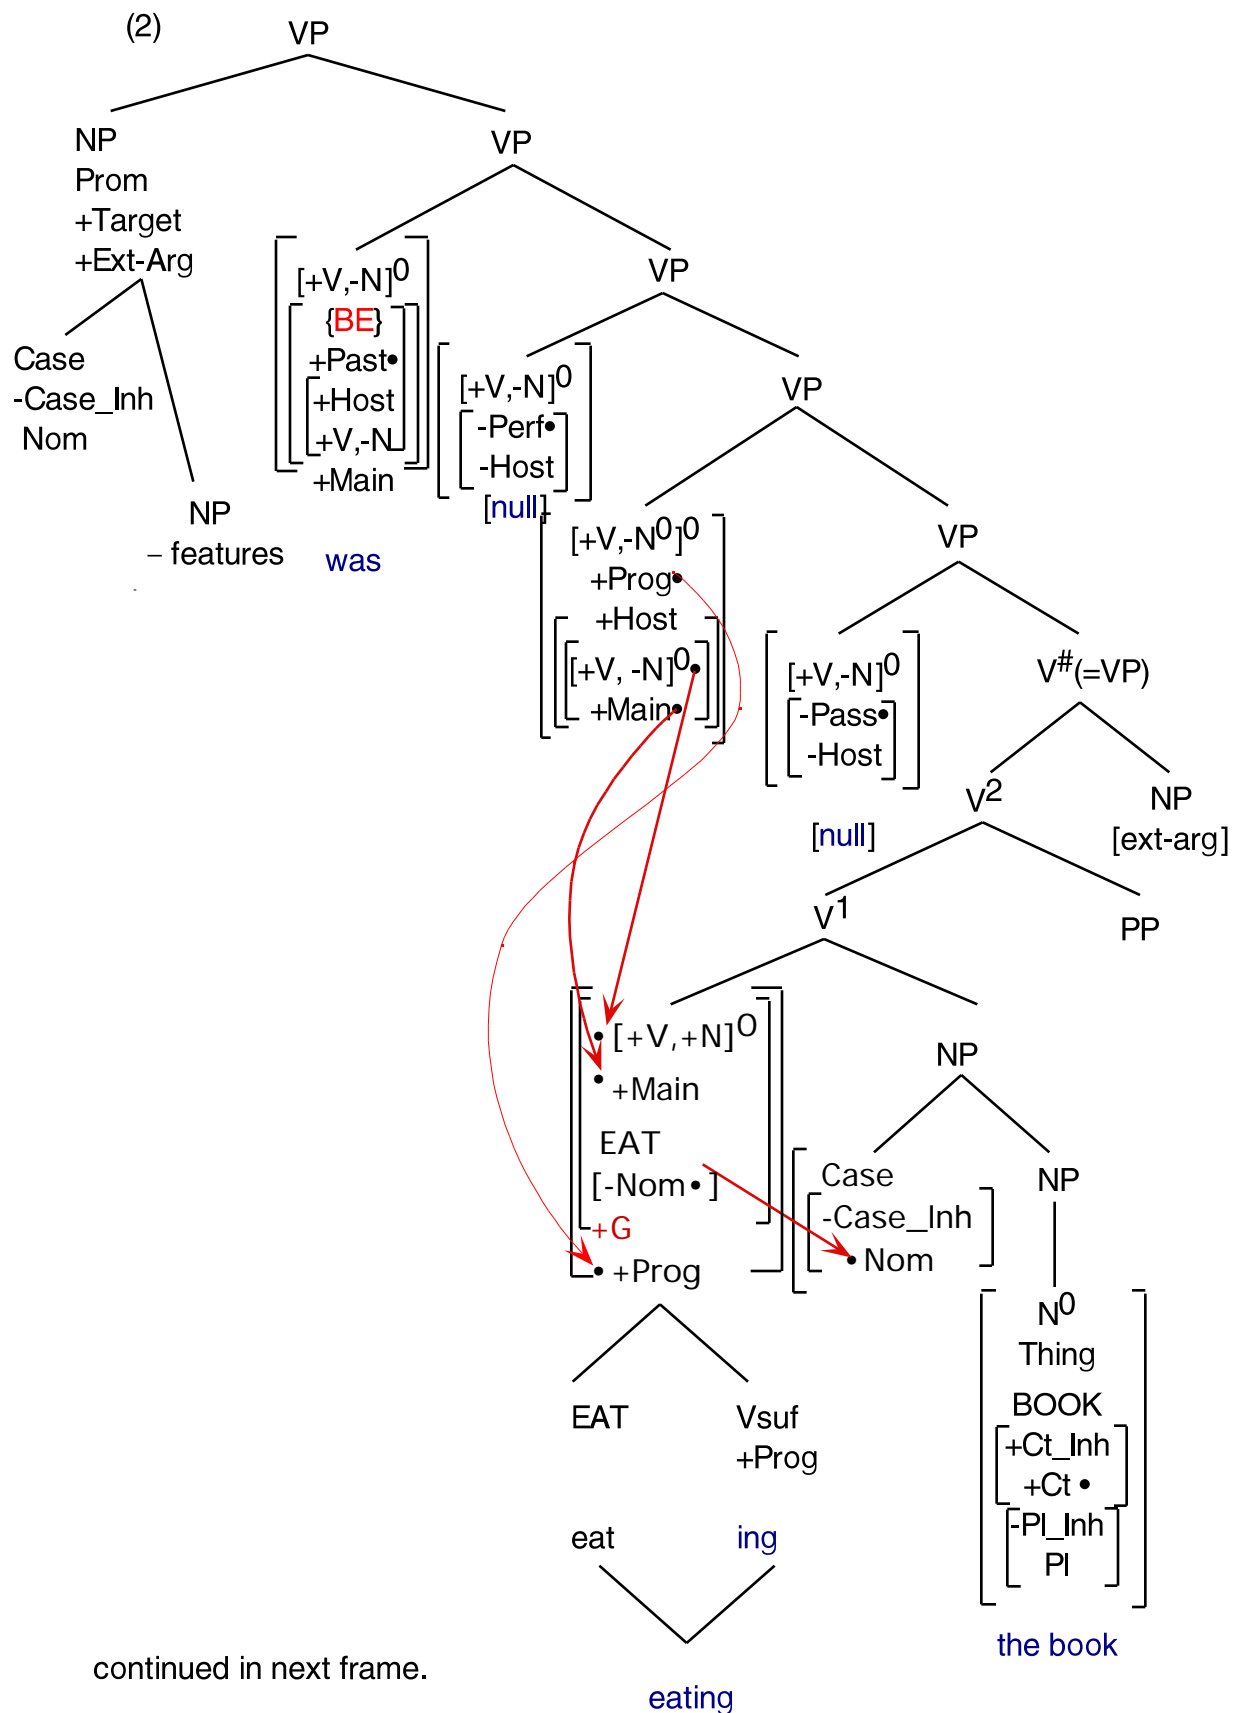 (2)
VP
NP
Prom
+Target
+Ext-Arg
VP
Case
-Case_Inh
Nom
NP
– features
[+V,-N]0
{BE}
+Past•
+Host
+V,-N
+Main
was
VP
[+V,-N]0
-Perf•
-Host
[null]
VP
[+V,-N0]0
+Prog•
+Host
[+V, -N]0•
+Main•
VP
[+V,-N]0
-Pass•
-Host
[null]
V#(=VP)
V2
NP
[ext-arg]
V1
PP
• [+V,+N]O
• +Main
EAT
[-Nom•]
+G
• +Prog
NP
Case
-Case_Inh
• Nom
NP
N0
Thing
BOOK
+Ct_Inh
+Ct •
-Pl_Inh
Pl
the book
EAT
Vsuf
+Prog
eat
ing
eating
continued in next frame.